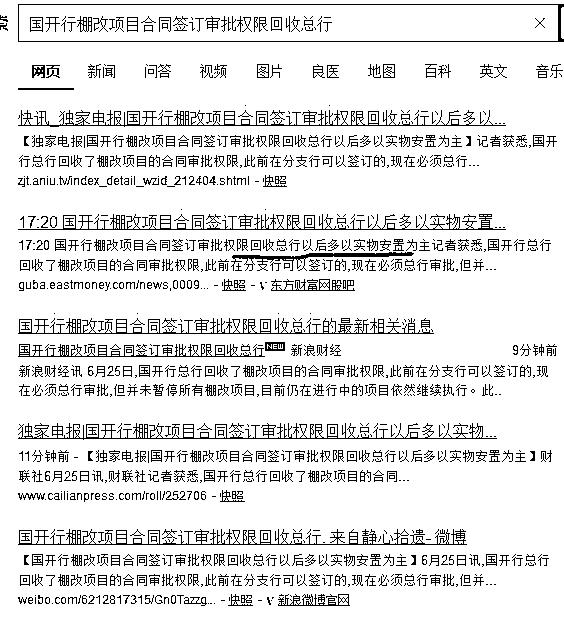 国开行棚改项目合同签订审批权限回收总行 ×
网页 新闻 问答 视频 图片 良医 地图 百科 英文 音乐
快讯_独家电报|国开行棚改项目合同签订审批权限回收总行以后多以...
【独家电报|国开行棚改项目合同签订审批权限回收总行以后多以实物安置为主】记者获悉,国开
行总行回收了棚改项目的合同审批权限,此前在分支行可以签订的,现在必须总行...
zjt.aniu.tv/index_detail_wzid_212404.shtml - 快照
17:20 国开行棚改项目合同签订审批权限回收总行以后多以实物安置...
17:20 国开行棚改项目合同签订审批权限回收总行以后多以实物安置为主记者获悉,国开行总行
回收了棚改项目的合同审批权限,此前在分支行可以签订的,现在必须总行审批,但并...
guba.eastmoney.com/news,0009... - 快照 - V 东方财富网股吧
国开行棚改项目合同签订审批权限回收总行的最新相关消息
国开行棚改项目合同签订审批权限回收总行NEW 新浪财经 9分钟前
新浪财经讯 6月25日,国开行总行回收了棚改项目的合同审批权限,此前在分支行可以签订的,现
在必须总行审批,但并未暂停所有棚改项目,目前仍在进行中的项目依然继续执行。此..
独家电报|国开行棚改项目合同签订审批权限回收总行以后多以实物...
11分钟前 - 【独家电报|国开行棚改项目合同签订审批权限回收总行以后多以实物安置为主】财
联社6月25日讯,财联社记者获悉,国开行总行回收了棚改项目的合同...
www.cailianpress.com/roll/252706 - 快照
国开行棚改项目合同签订审批权限回收总行. 来自静心拾遗- 微博
【国开行棚改项目合同签订审批权限回收总行以后多以实物安置为主】6月25日讯,国开行总行
回收了棚改项目的合同审批权限,此前在分支行可以签订的,现在必须总行审批,但并...
weibo.com/6212817315/Gn0Tazzg... - 快照 - V 新浪微博官网